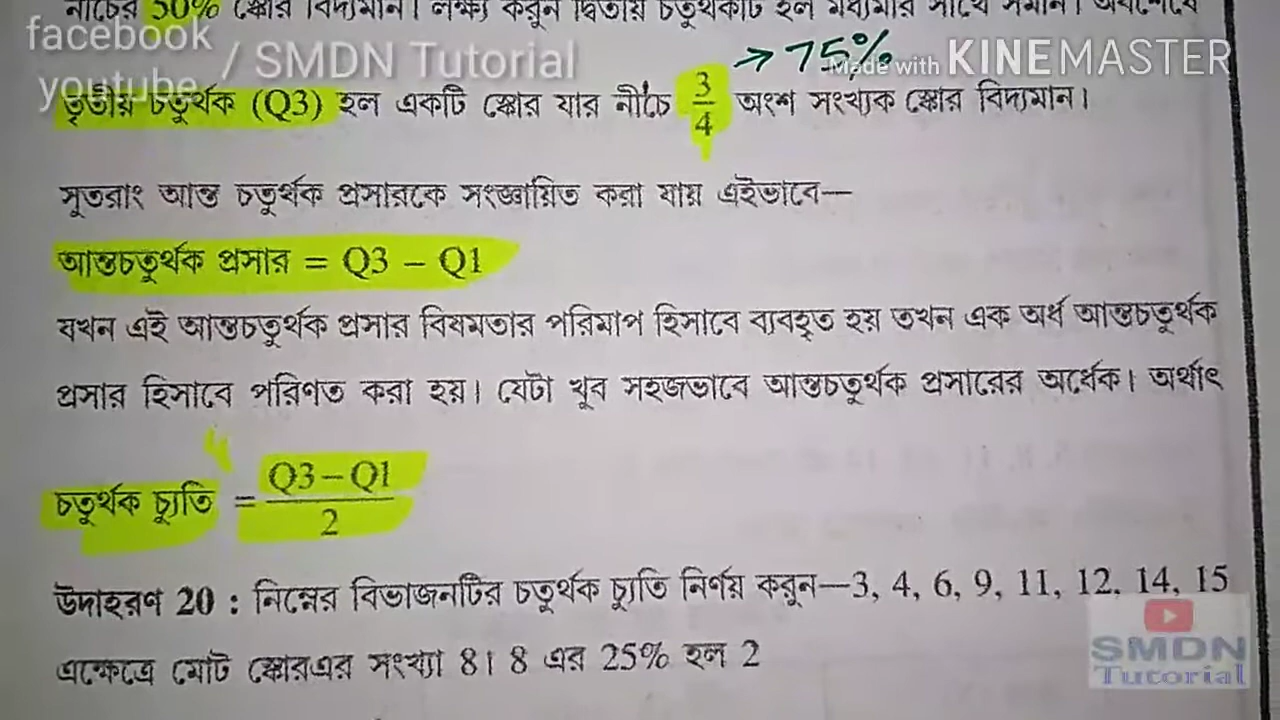 নীচের 50% স্কোর বিদ্যমান। লক্ষ্য করুন দ্বিতীয় চতুর্থকটি হল মধ্যমার সাথে সমান। অবশেষে
facebook
youtube / SMDN Tutorial
→ 75%
Made with KINEMASTER
তৃতীয় চতুর্থক (Q3) হল একটি স্কোর যার নীচে 3/4 অংশ সংখ্যক স্কোর বিদ্যমান।
সুতরাং আন্ত চতুর্থক প্রসারকে সংজ্ঞায়িত করা যায় এইভাবে—
আন্তচতুর্থক প্রসার = Q3 – Q1
যখন এই আন্তচতুর্থক প্রসার বিষমতার পরিমাপ হিসাবে ব্যবহৃত হয় তখন এক অর্ধ আন্তচতুর্থক
প্রসার হিসাবে পরিণত করা হয়। যেটা খুব সহজভাবে আন্তচতুর্থক প্রসারের অর্ধেক। অর্থাৎ
চতুর্থক চ্যুতি = Q3 – Q1 / 2
উদাহরণ 20 : নিম্নের বিভাজনটির চতুর্থক চ্যুতি নির্ণয় করুন—3, 4, 6, 9, 11, 12, 14, 15
এক্ষেত্রে মোট স্কোরএর সংখ্যা 8। 8 এর 25% হল 2
SMDN
Tutorial